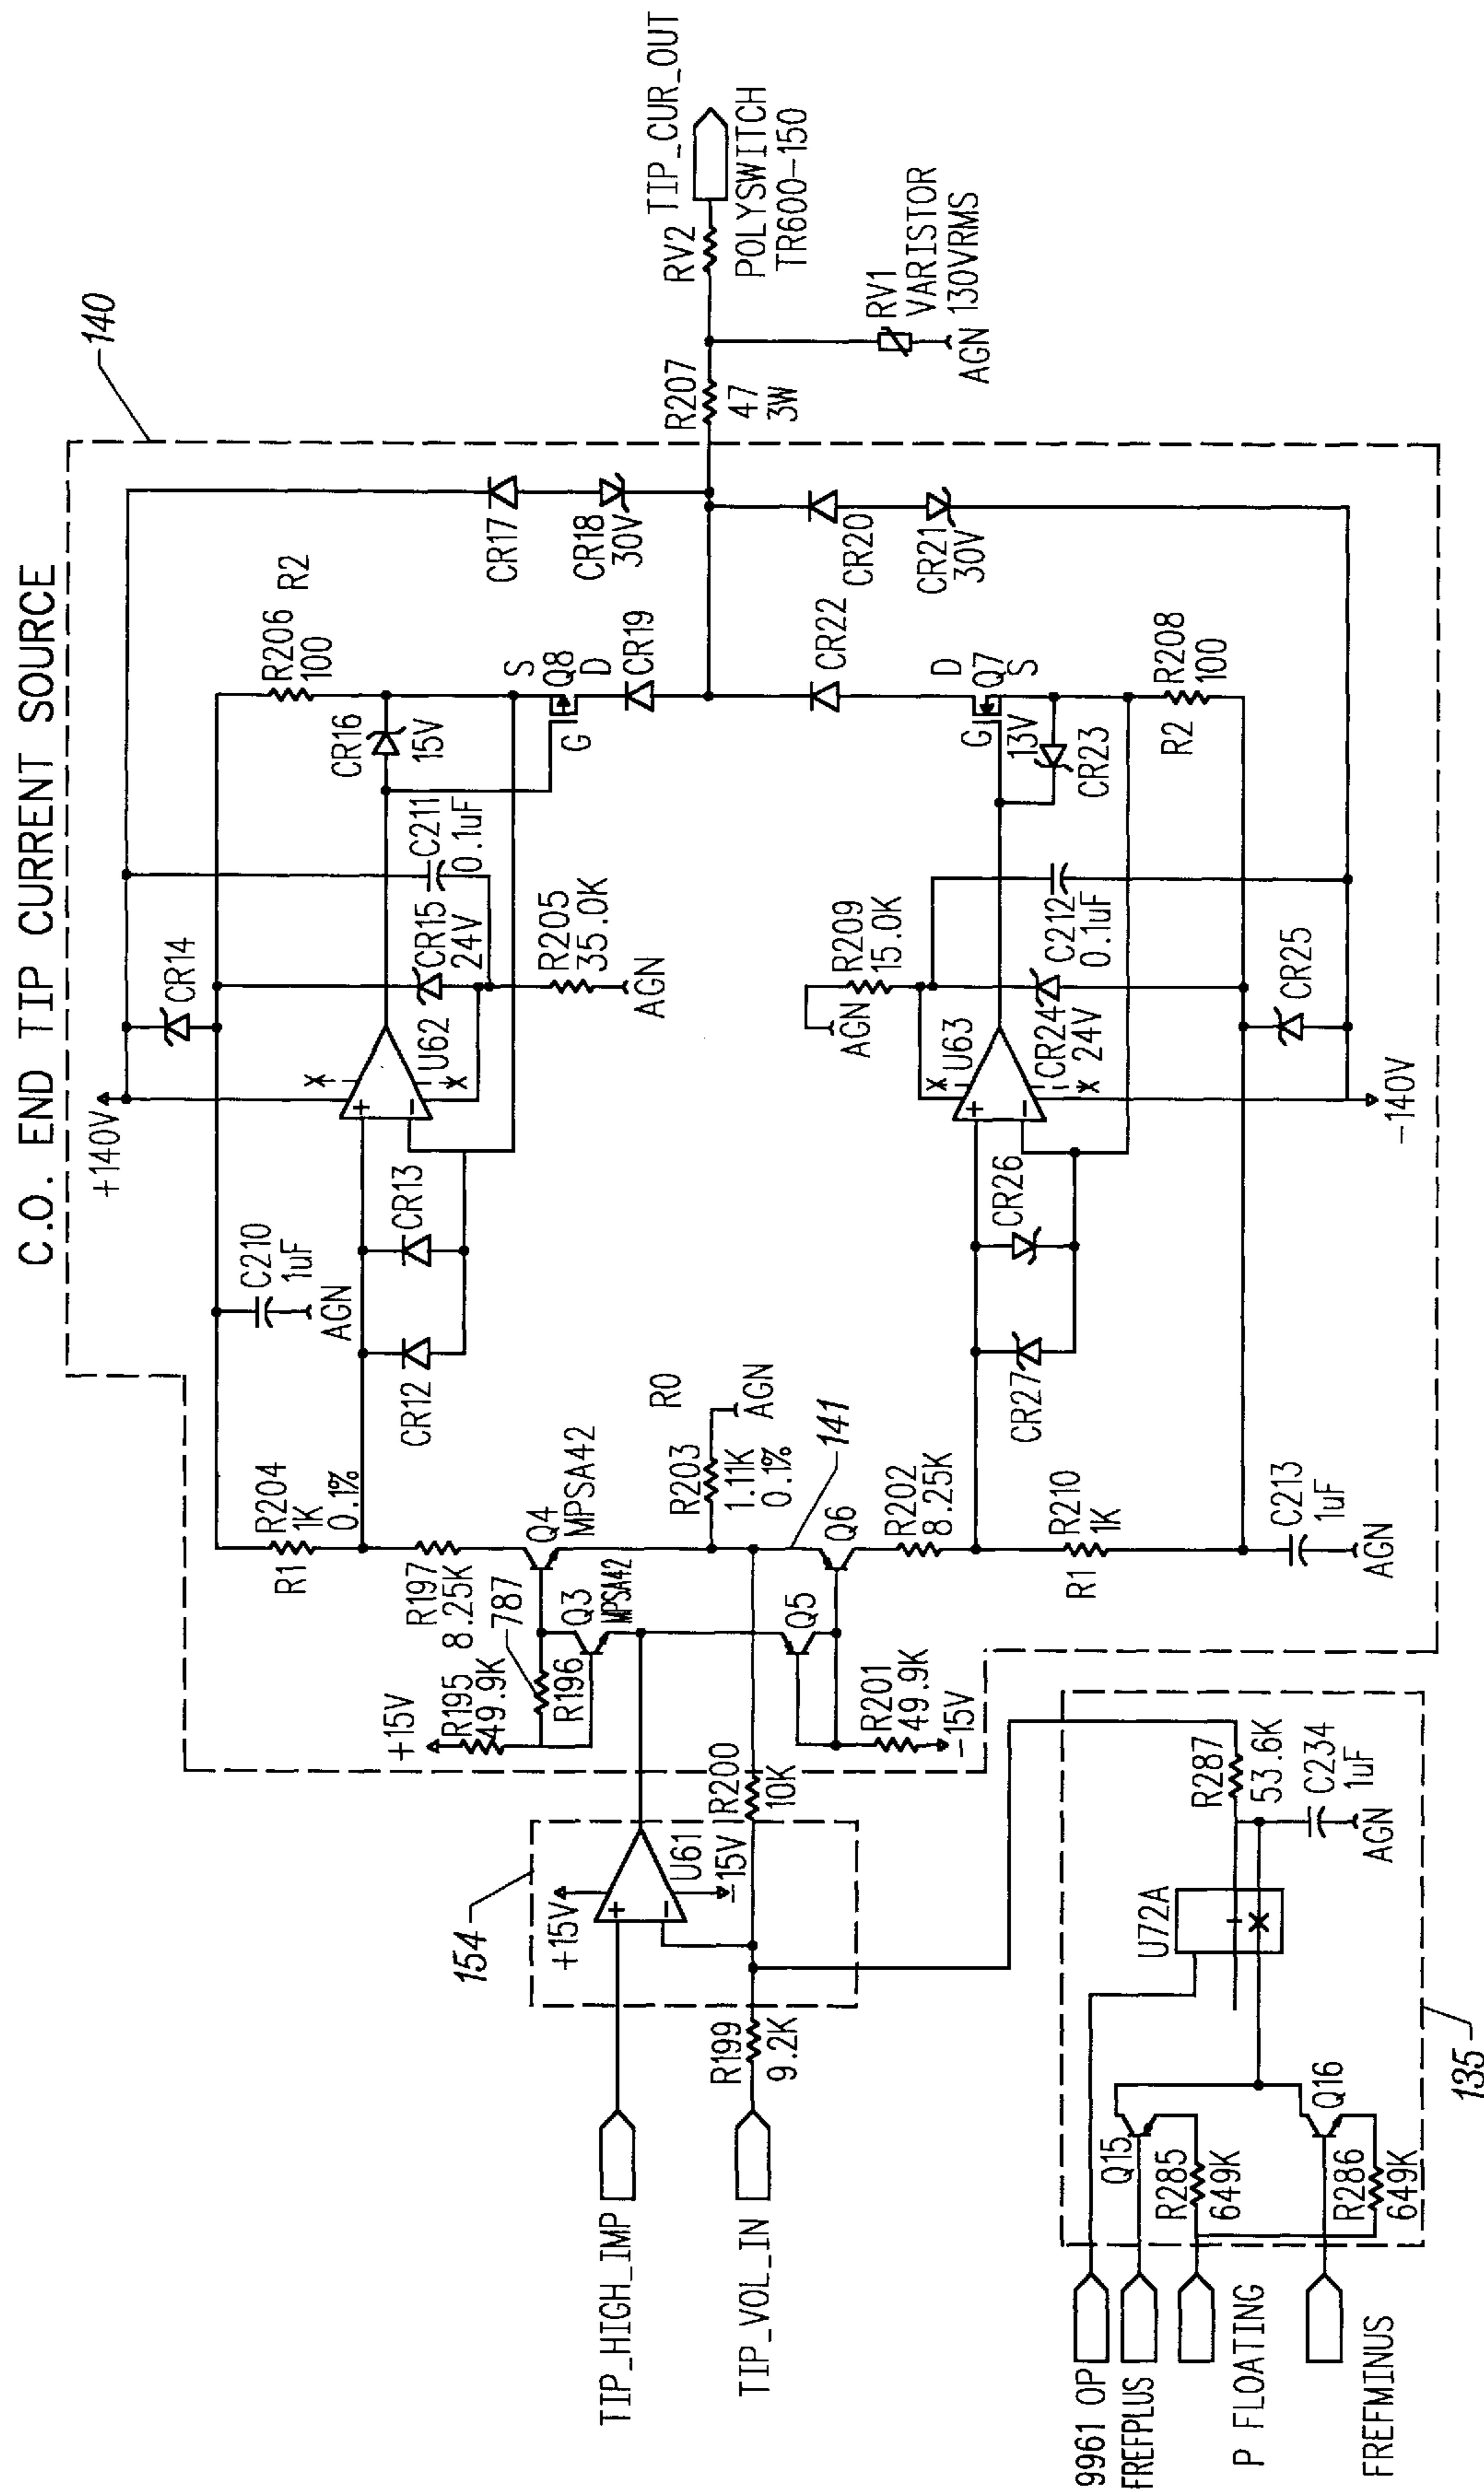 C.O. END TIP CURRENT SOURCE
140
+140V
CR14
C210
1uF
AGN
R204
1K
0.1%
R1
CR12
CR13
+
-
U62
X
X
CR15
24V
C211
0.1uF
R205
35.0K
AGN
CR16
15V
R206
100
R2
S
Q8
D
G
CR19
CR17
CR18
30V
R207
47
3W
RV2
TIP_CUR_OUT
POLYSWITCH
TR600-150
RV1
VARISTOR
130VRMS
AGN
CR20
CR21
30V
CR22
D
Q7
S
G
13V
CR23
R208
100
R2
R209
15.0K
AGN
C212
0.1uF
CR24
24V
U63
+
-
X
X
CR25
-140V
CR26
CR27
R197
8.25K
787
Q4
MPSA42
Q3
MPSA42
R196
+15V
R195
49.9K
R203
1.11K
0.1%
R0
AGN
141
Q6
Q5
R202
8.25K
R201
49.9K
-15V
R210
1K
R1
C213
1uF
AGN
154
+15V
+
-
U61
-15V
R200
10K
R199
9.2K
TIP_HIGH_IMP
TIP_VOL_IN
R287
53.6K
C234
1uF
AGN
U72A
Q15
R285
649K
Q16
R286
649K
9961 OP
FREFPLUS
P FLOATING
FREFMINUS
135